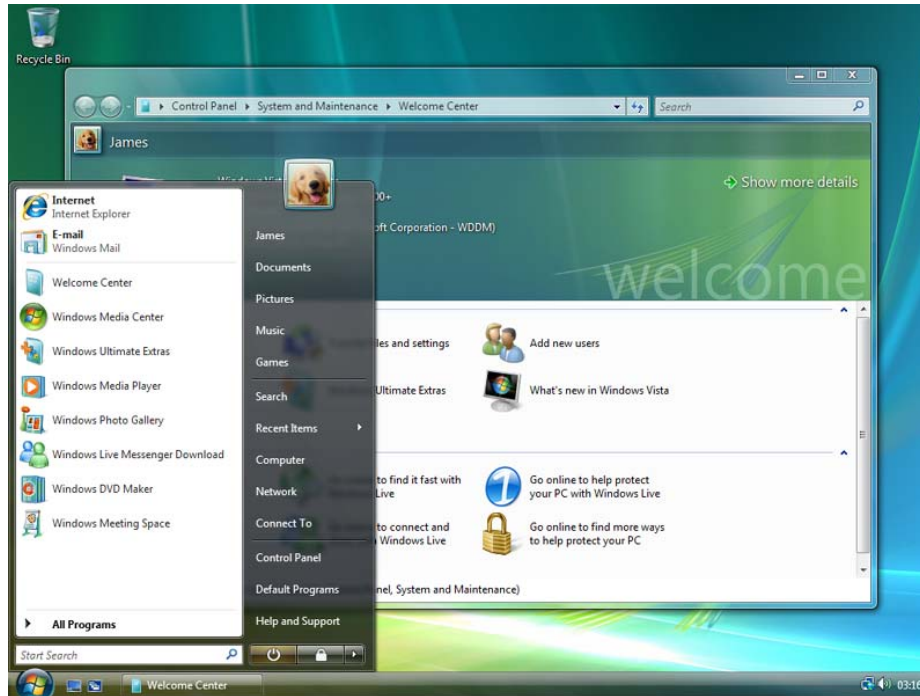 Recycle Bin
Control Panel
System and Maintenance
Welcome Center
Search
James
Show more details
00+
oft Corporation - WDDM)
welcome
Internet
Internet Explorer
E-mail
Windows Mail
Welcome Center
Windows Media Center
Windows Ultimate Extras
Windows Media Player
Windows Photo Gallery
Windows Live Messenger Download
Windows DVD Maker
Windows Meeting Space
All Programs
Start Search
James
Documents
Pictures
Music
Games
Search
Recent Items
Computer
Network
Connect To
Control Panel
Default Programs
Help and Support
les and settings
Add new users
Ultimate Extras
What's new in Windows Vista
to find it fast with
Live
Go online to help protect
your PC with Windows Live
to connect and
Windows Live
Go online to find more ways
to help protect your PC
nel, System and Maintenance)
Welcome Center
03:16